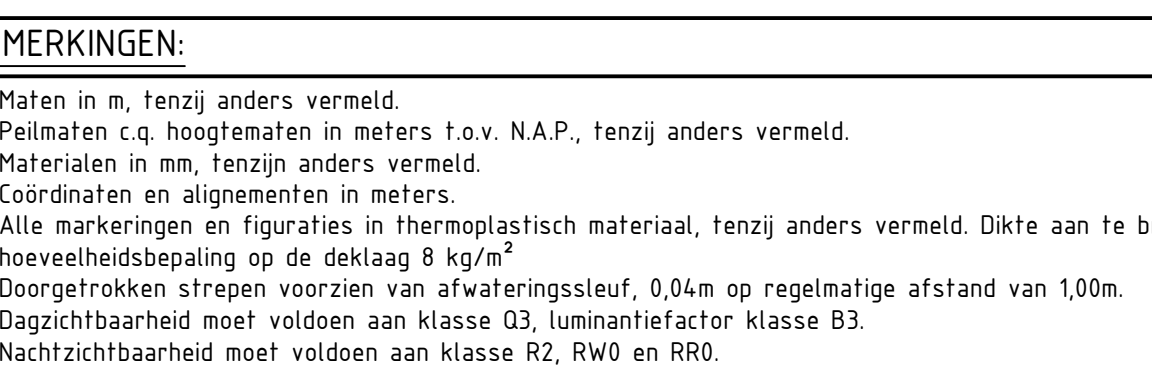 MERKINGEN:
Maten in m, tenzij anders vermeld.
Peilmaten c.q. hoogtematen in meters t.o.v. N.A.P., tenzij anders vermeld.
Materialen in mm, tenzijn anders vermeld.
Coördinaten en alignementen in meters.
Alle markeringen en figuraties in thermoplastisch materiaal, tenzij anders vermeld. Dikte aan te
hoeveelheidsbepaling op de deklaag 8 kg/m²
Doorgetrokken strepen voorzien van afwateringssleuf, 0,04m op regelmatige afstand van 1,00m.
Dagzichtbaarheid moet voldoen aan klasse Q3, luminantiefactor klasse B3.
Nachtzichtbaarheid moet voldoen aan klasse R2, RW0 en RR0.